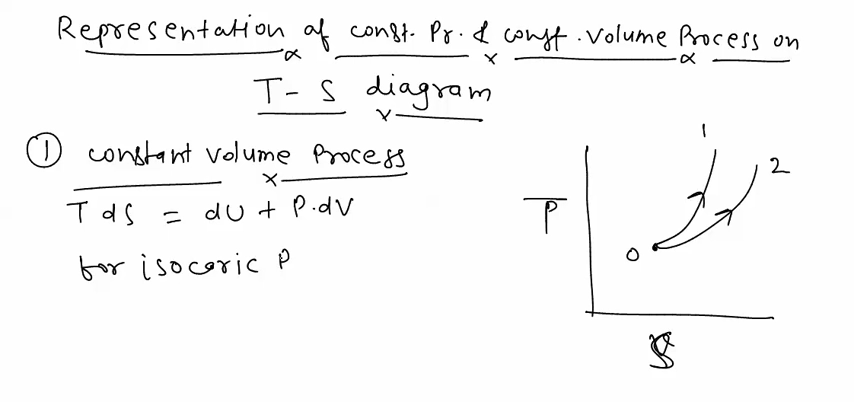 Representation of const. Pr. & const. volume Process on
T - S diagram
① constant volume Process
T dS = dU + P.dV
for isocoric P
1
2
T
0
S